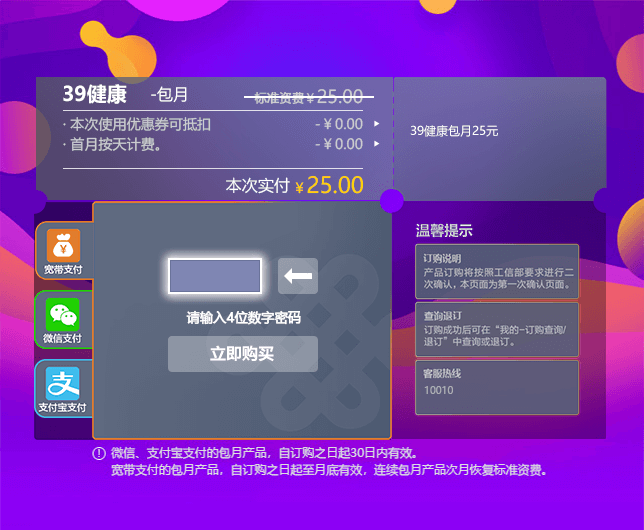 39健康 -包月 标准资费￥25.00
· 本次使用优惠券可抵扣 -￥0.00
· 首月按天计费。 -￥0.00
本次实付 ￥25.00
39健康包月25元
宽带支付
微信支付
支付宝支付
请输入4位数字密码
立即购买
温馨提示
订购说明
产品订购将按照工信部要求进行二
次确认，本页面为第一次确认页面。
查询退订
订购成功后可在“我的-订购查询/
退订”中查询或退订。
客服热线
10010
微信、支付宝支付的包月产品，自订购之日起30日内有效。
宽带支付的包月产品，自订购之日起至月底有效，连续包月产品次月恢复标准资费。